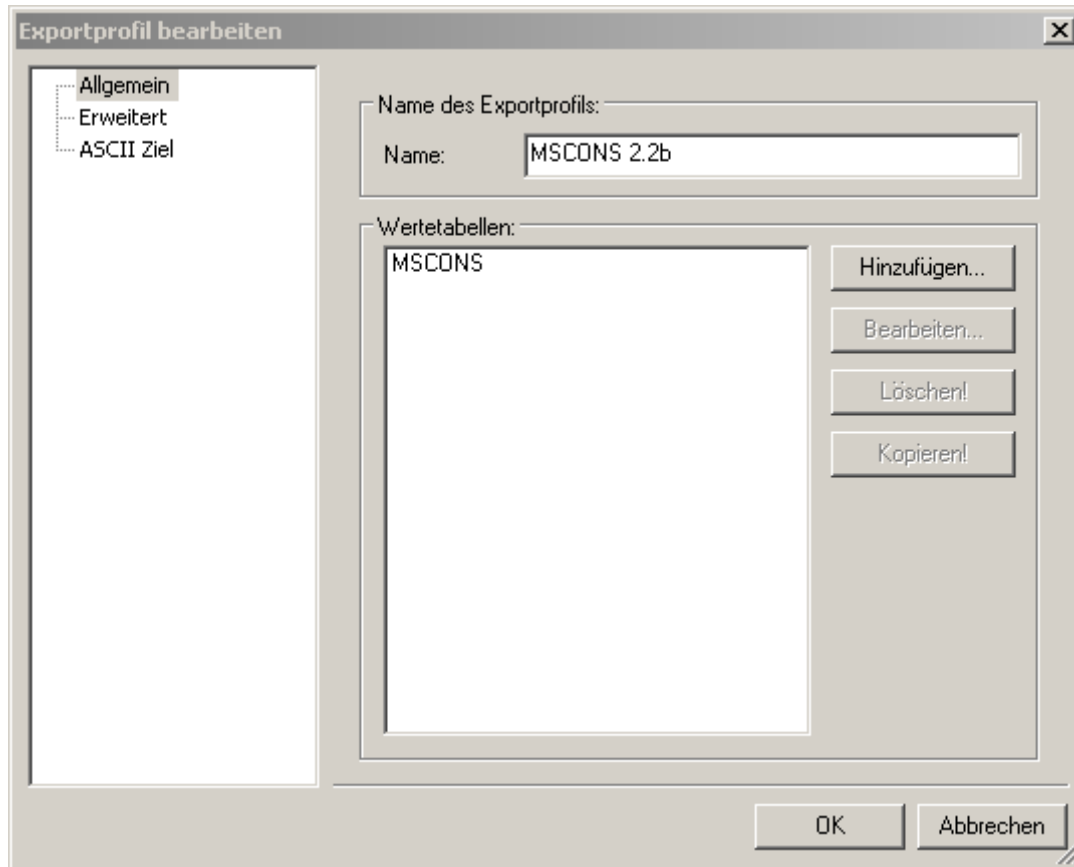 Exportprofil bearbeiten
Allgemein
Erweitert
ASCII Ziel
Name des Exportprofils:
Name: MSCONS 2.2b
Wertetabellen:
MSCONS
Hinzufügen...
Bearbeiten...
Löschen!
Kopieren!
OK Abbrechen